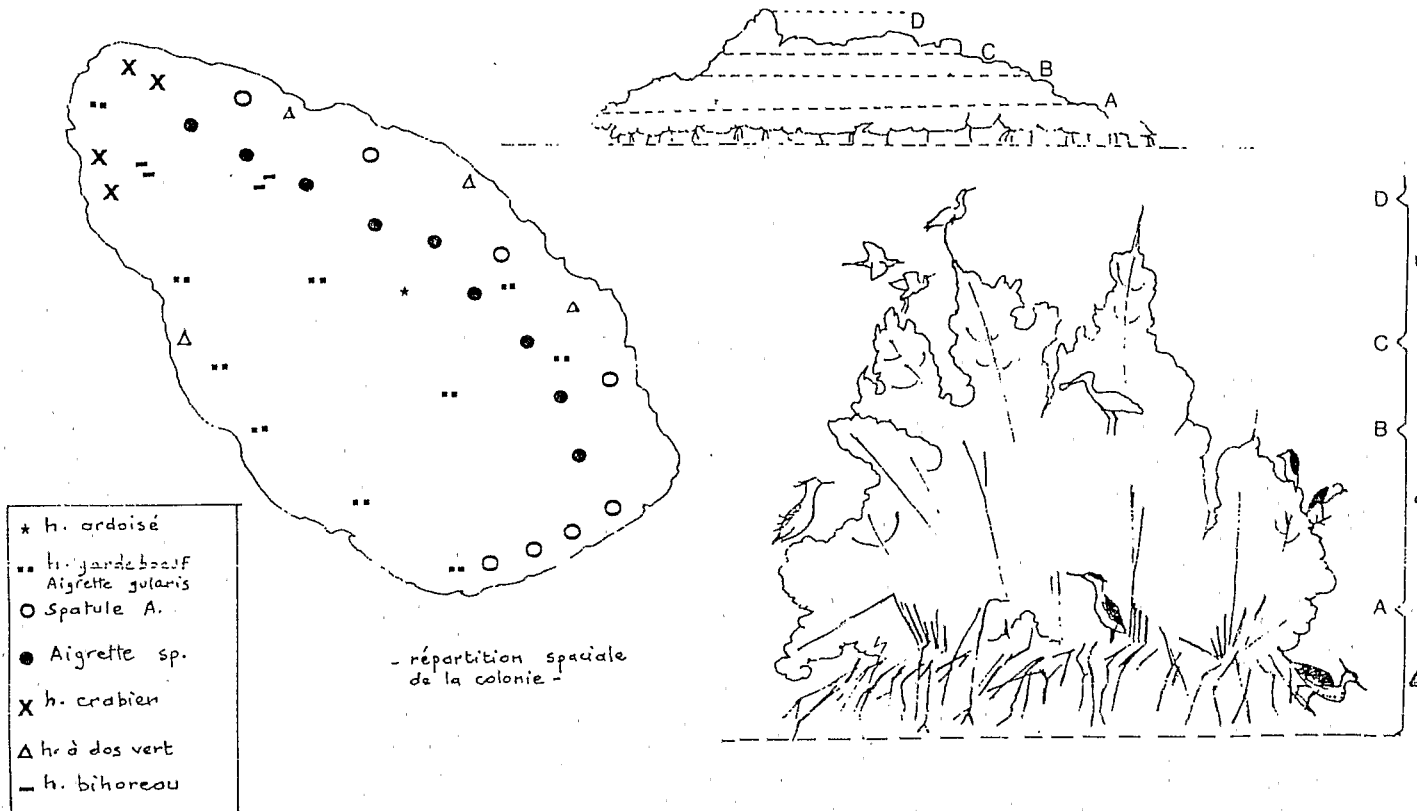 D
C
B
A
D
C
B
A
* h. ardoisé
h. gardeboeuf
Aigrette gularis
Spatule A.
Aigrette sp.
X h. crabier
Δ h. à dos vert
– h. bihoreau
- répartition spaciale
de la colonie -